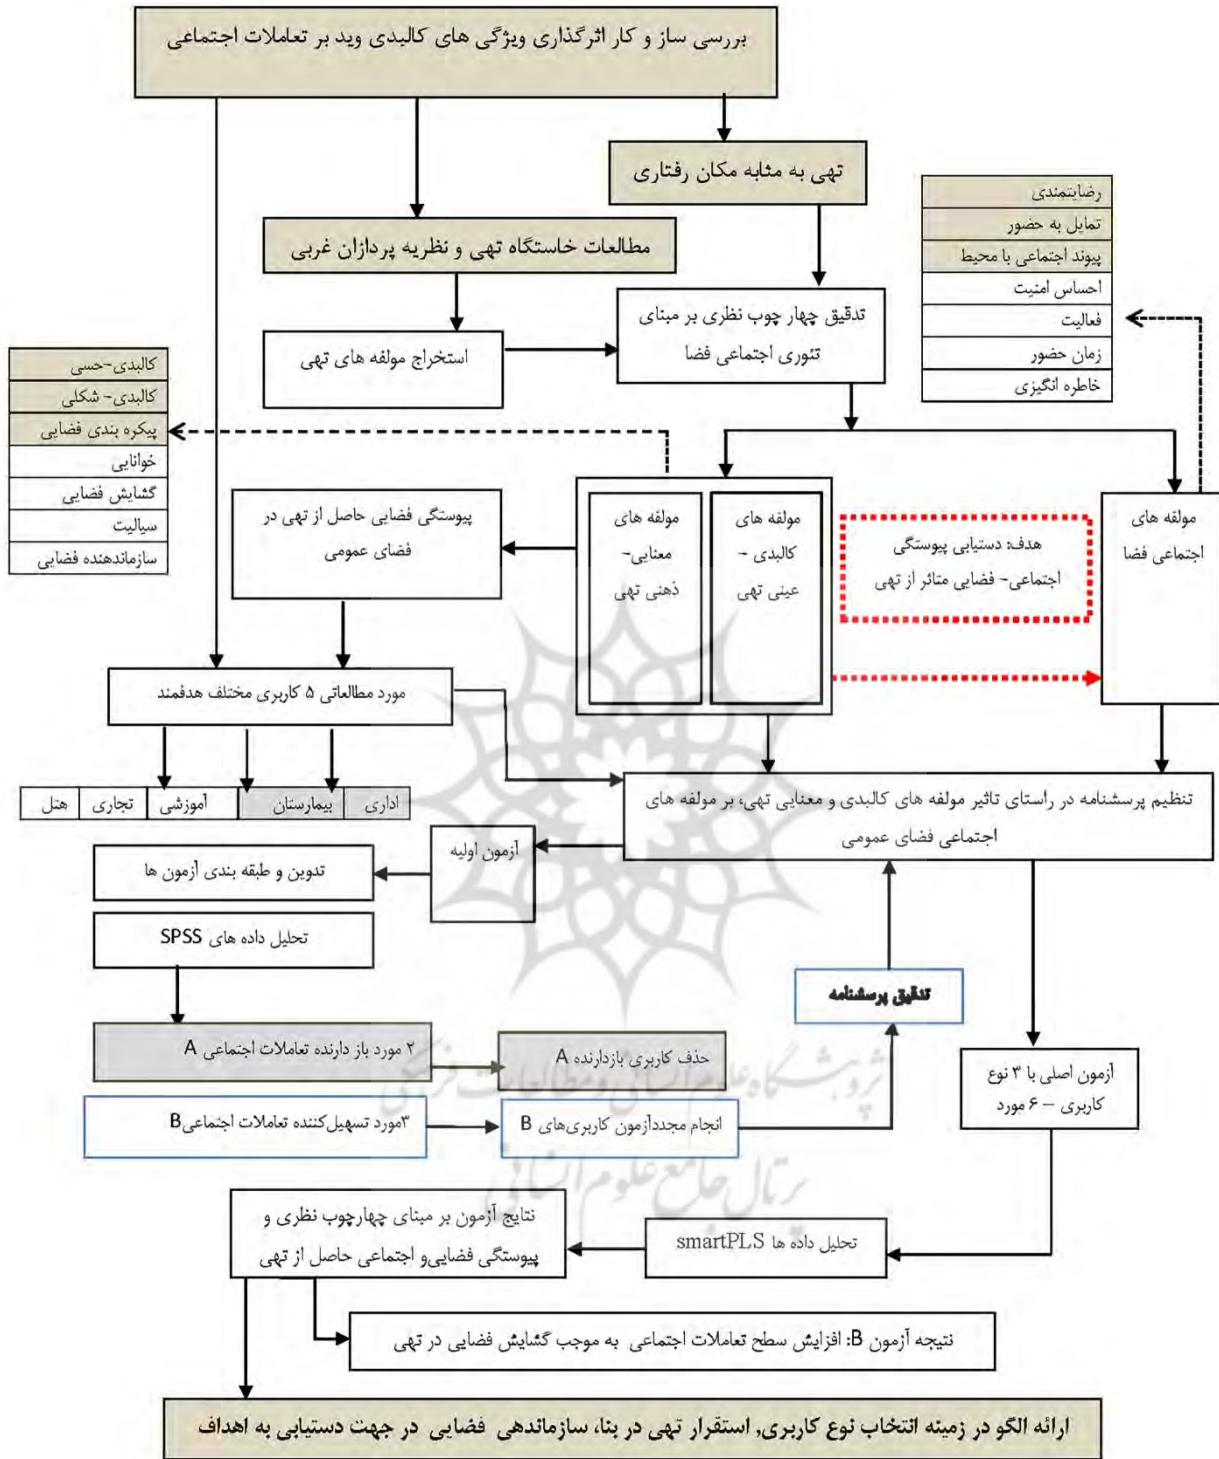 بررسی ساز و کار اثرگذاری ویژگی های کالبدی وید بر تعاملات اجتماعی
تهی به مثابه مکان رفتاری
مطالعات خاستگاه تهی و نظریه پردازان غربی
رضایتمندی
تمایل به حضور
پیوند اجتماعی با محیط
احساس امنیت
فعالیت
زمان حضور
خاطره انگیزی
تدقیق چهار چوب نظری بر مبنای
تئوری اجتماعی فضا
استخراج مولفه های تهی
کالبدی-حسی
کالبدی- شکلی
پیکره بندی فضایی
خوانایی
گشایش فضایی
سیالیت
سازماندهنده فضایی
مولفه های
اجتماعی فضا
هدف: دستیابی پیوستگی
اجتماعی- فضایی متاثر از تهی
مولفه های
کالبدی -
عینی تهی
مولفه های
معنایی-
ذهنی تهی
پیوستگی فضایی حاصل از تهی در
فضای عمومی
مورد مطالعاتی ۵ کاربری مختلف هدفمند
اداری
بیمارستان
آموزشی
تجاری
هتل
تنظیم پرسشنامه در راستای تاثیر مولفه های کالبدی و معنایی تهی، بر مولفه های
اجتماعی فضای عمومی
آزمون اولیه
تدوین و طبقه بندی آزمون ها
تحلیل داده های SPSS
تدقیق پرسشنامه
۲ مورد باز دارنده تعاملات اجتماعی A
حذف کاربری بازدارنده A
۳مورد تسهیل‌کننده تعاملات اجتماعیB
انجام مجددآزمون کاربری‌های B
آزمون اصلی با ۳ نوع
کاربری – ۶ مورد
پژوهشگاه علوم انسانی و مطالعات فرهنگی
پرتال جامع علوم انسانی
تحلیل داده ها smartPLS
نتایج آزمون بر مبنای چهارچوب نظری و
پیوستگی فضایی‌و اجتماعی حاصل از تهی
نتیجه آزمون B: افزایش سطح تعاملات اجتماعی به موجب گشایش فضایی در تهی
ارائه الگو در زمینه انتخاب نوع کاربری, استقرار تهی در بنا، سازماندهی فضایی در جهت دستیابی به اهداف